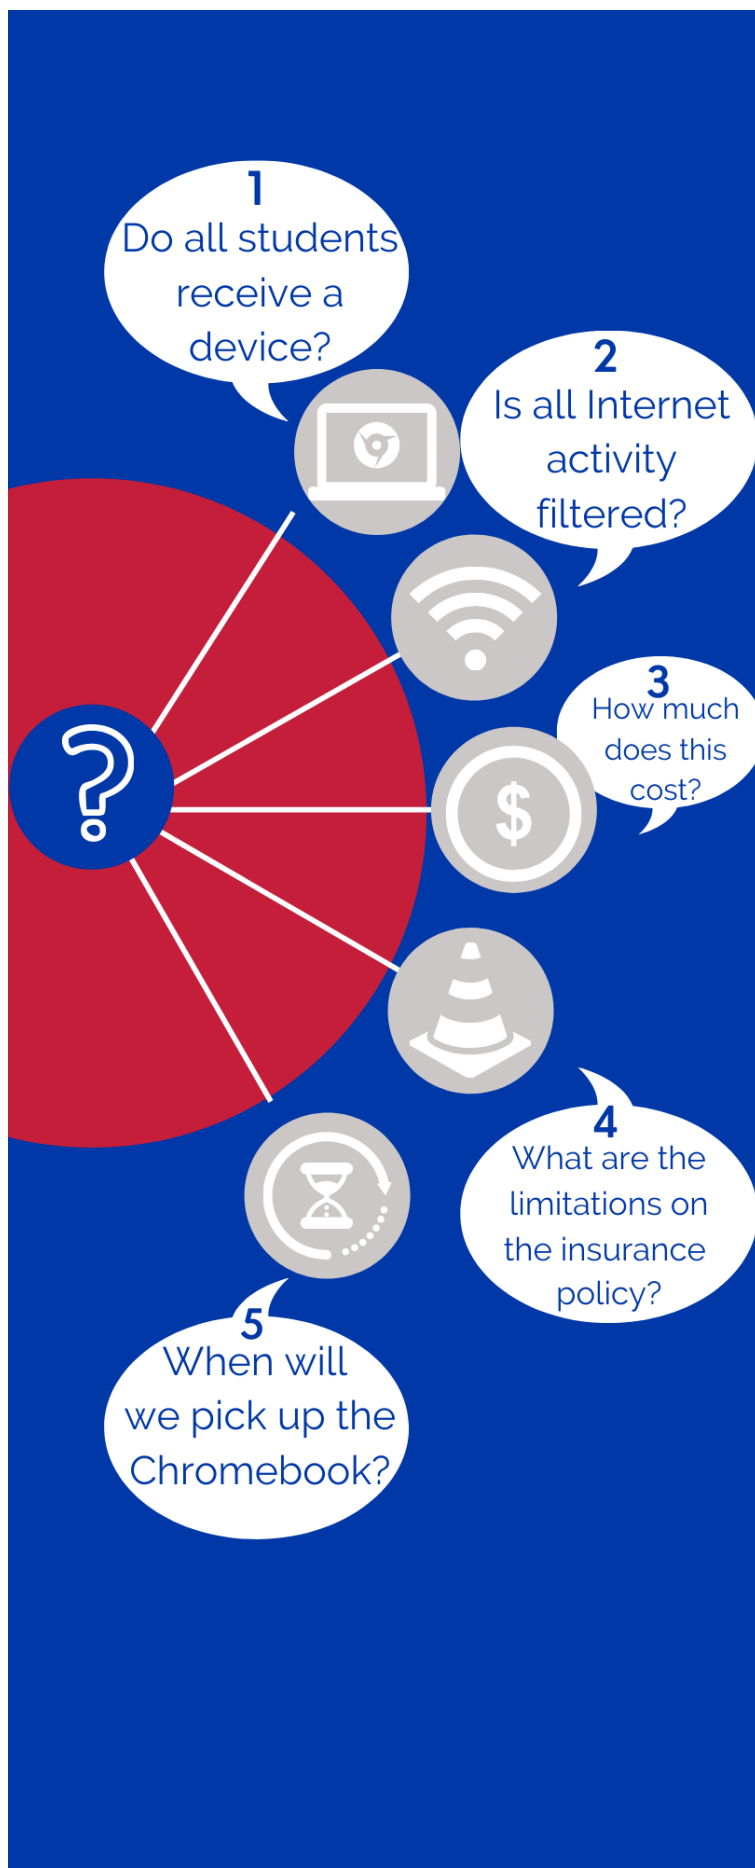 1
Do all students
receive a
device?
2
Is all Internet
activity
filtered?
3
How much
does this
cost?
?
$
4
What are the
limitations on
the insurance
policy?
5
When will
we pick up the
Chromebook?